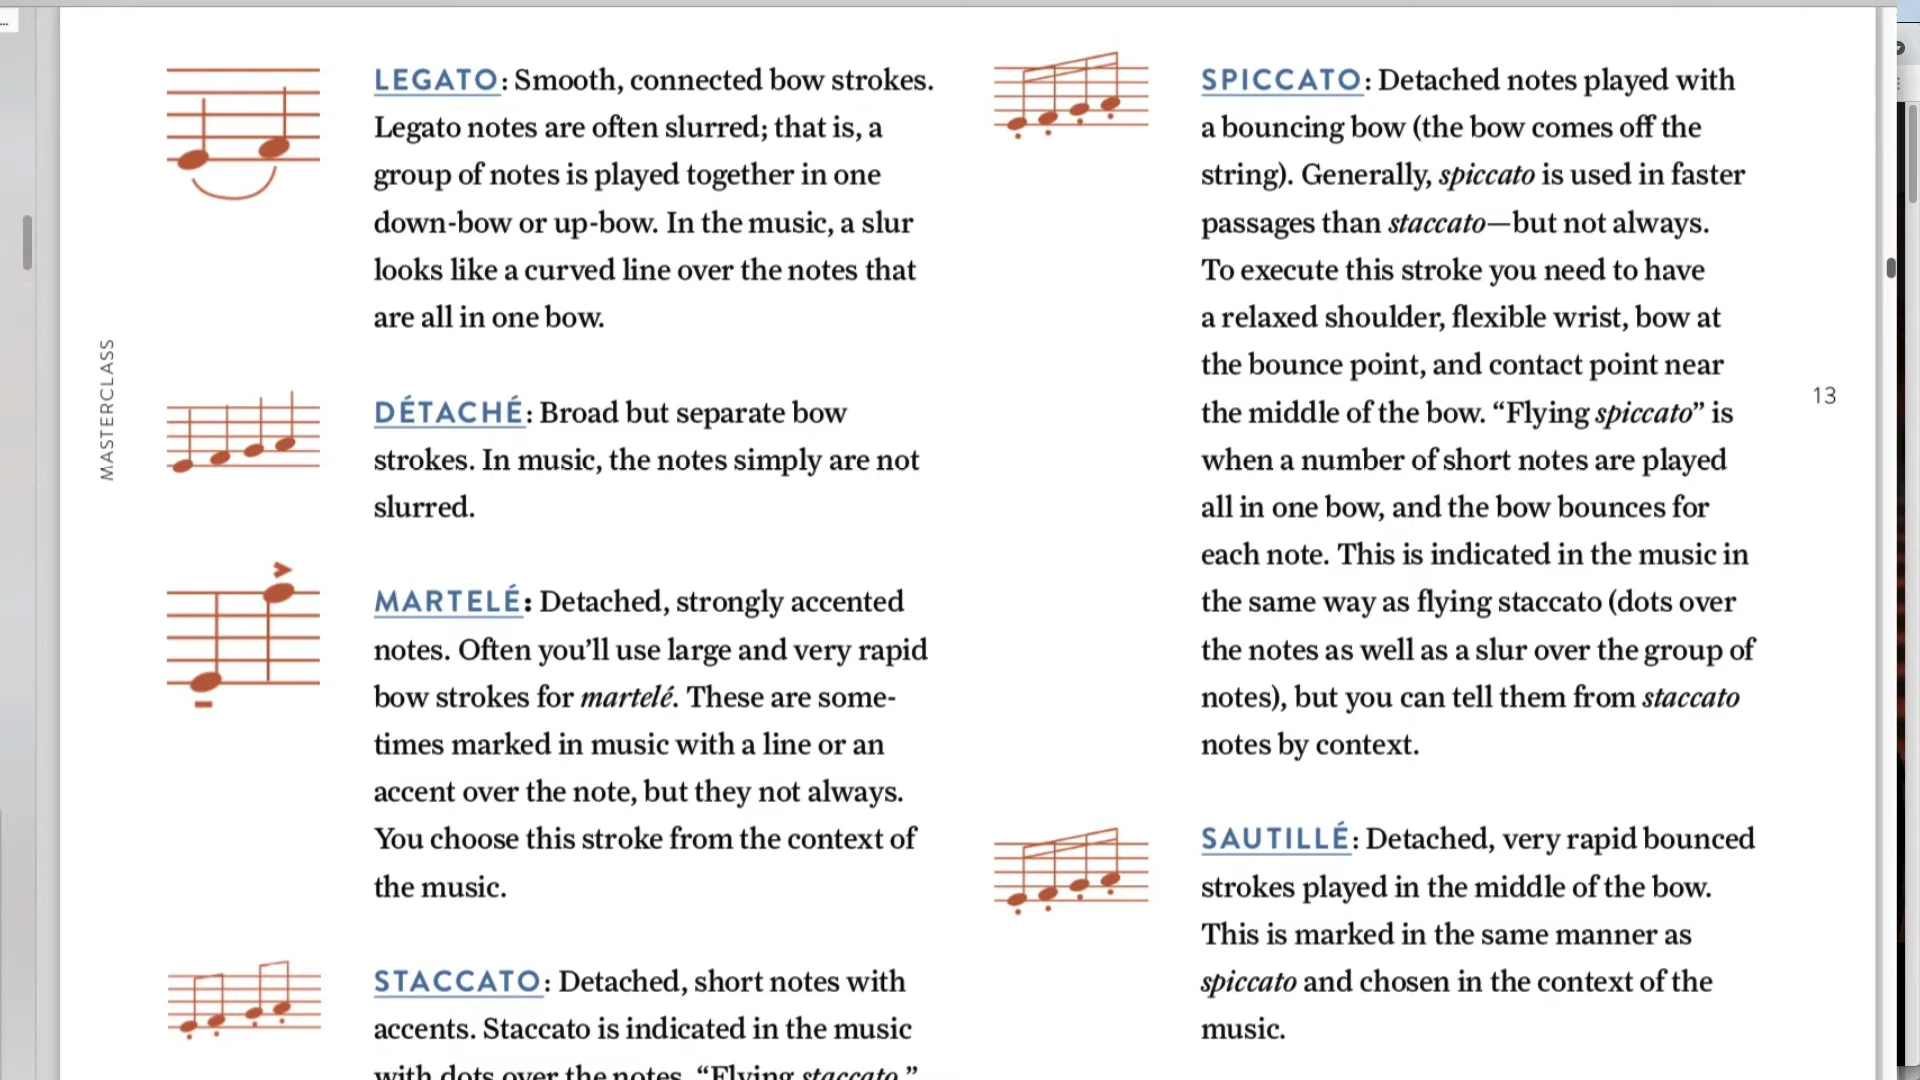 ...
MASTERCLASS
LEGATO: Smooth, connected bow strokes.
Legato notes are often slurred; that is, a
group of notes is played together in one
down-bow or up-bow. In the music, a slur
looks like a curved line over the notes that
are all in one bow.
DÉTACHÉ: Broad but separate bow
strokes. In music, the notes simply are not
slurred.
MARTELÉ: Detached, strongly accented
notes. Often you’ll use large and very rapid
bow strokes for martelé. These are some-
times marked in music with a line or an
accent over the note, but they not always.
You choose this stroke from the context of
the music.
STACCATO: Detached, short notes with
accents. Staccato is indicated in the music
with dots over the notes. “Flying staccato,”
SPICCATO: Detached notes played with
a bouncing bow (the bow comes off the
string). Generally, spiccato is used in faster
passages than staccato—but not always.
To execute this stroke you need to have
a relaxed shoulder, flexible wrist, bow at
the bounce point, and contact point near
the middle of the bow. “Flying spiccato” is
when a number of short notes are played
all in one bow, and the bow bounces for
each note. This is indicated in the music in
the same way as flying staccato (dots over
the notes as well as a slur over the group of
notes), but you can tell them from staccato
notes by context.
SAUTILLÉ: Detached, very rapid bounced
strokes played in the middle of the bow.
This is marked in the same manner as
spiccato and chosen in the context of the
music.
13